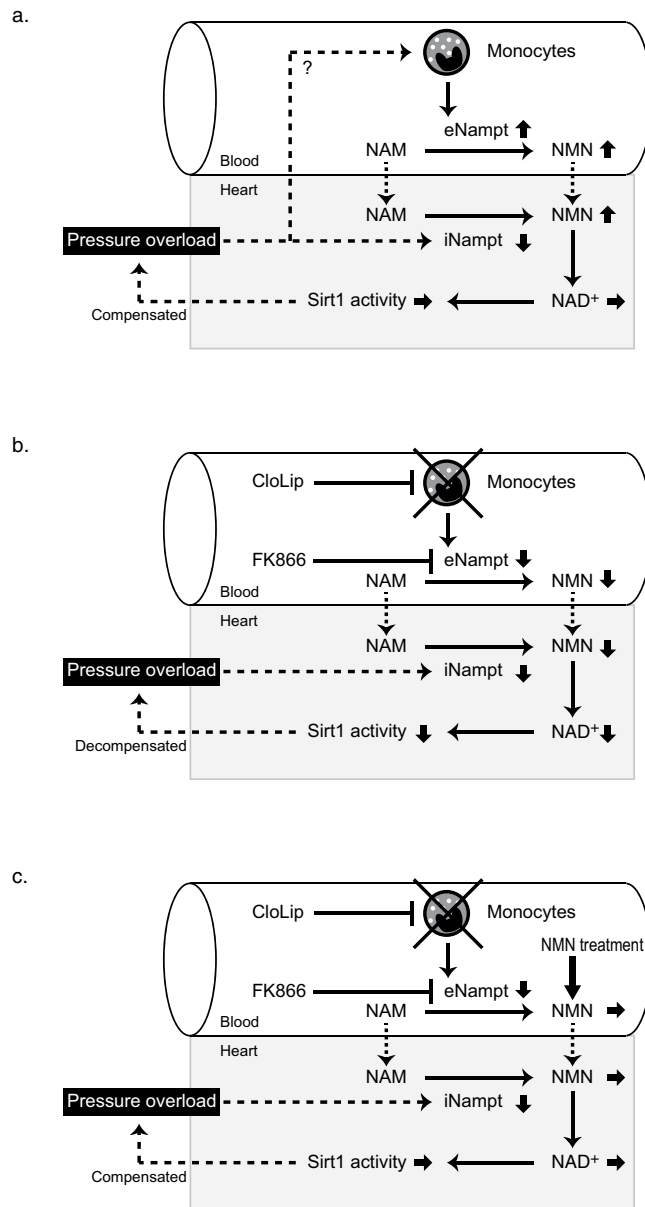 a.
?
Monocytes
eNampt
NAM
NMN
Blood
Heart
NAM
NMN
Pressure overload
iNampt
Sirt1 activity
NAD+
Compensated
b.
CloLip
Monocytes
FK866
eNampt
NAM
NMN
Blood
Heart
NAM
NMN
Pressure overload
iNampt
Sirt1 activity
NAD+
Decompensated
c.
CloLip
Monocytes
NMN treatment
FK866
eNampt
NAM
NMN
Blood
Heart
NAM
NMN
Pressure overload
iNampt
Sirt1 activity
NAD+
Compensated